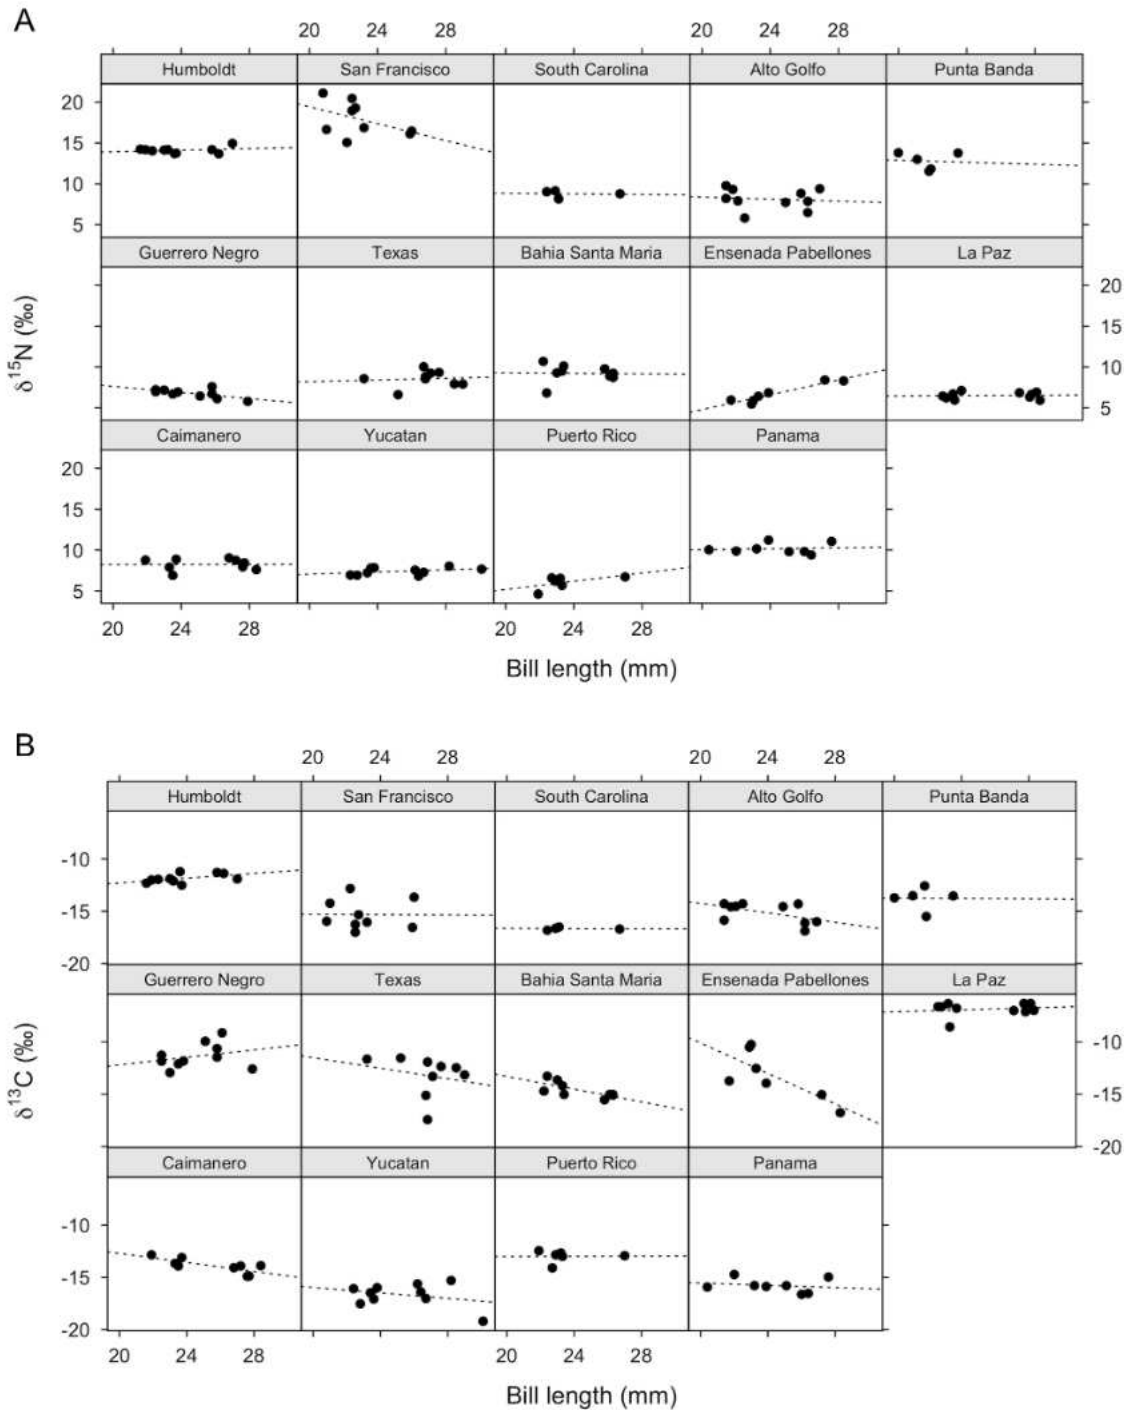 A
20 24 28 20 24 28
Humboldt San Francisco South Carolina Alto Golfo Punta Banda
20
15
10
5
Guerrero Negro Texas Bahia Santa Maria Ensenada Pabellones La Paz
20
15
10
5
δ15N (‰)
Caimanero Yucatan Puerto Rico Panama
20
15
10
5
20 24 28 20 24 28
Bill length (mm)
B
20 24 28 20 24 28
Humboldt San Francisco South Carolina Alto Golfo Punta Banda
-10
-15
-20
Guerrero Negro Texas Bahia Santa Maria Ensenada Pabellones La Paz
-10
-15
-20
δ13C (‰)
Caimanero Yucatan Puerto Rico Panama
-10
-15
-20
20 24 28 20 24 28
Bill length (mm)